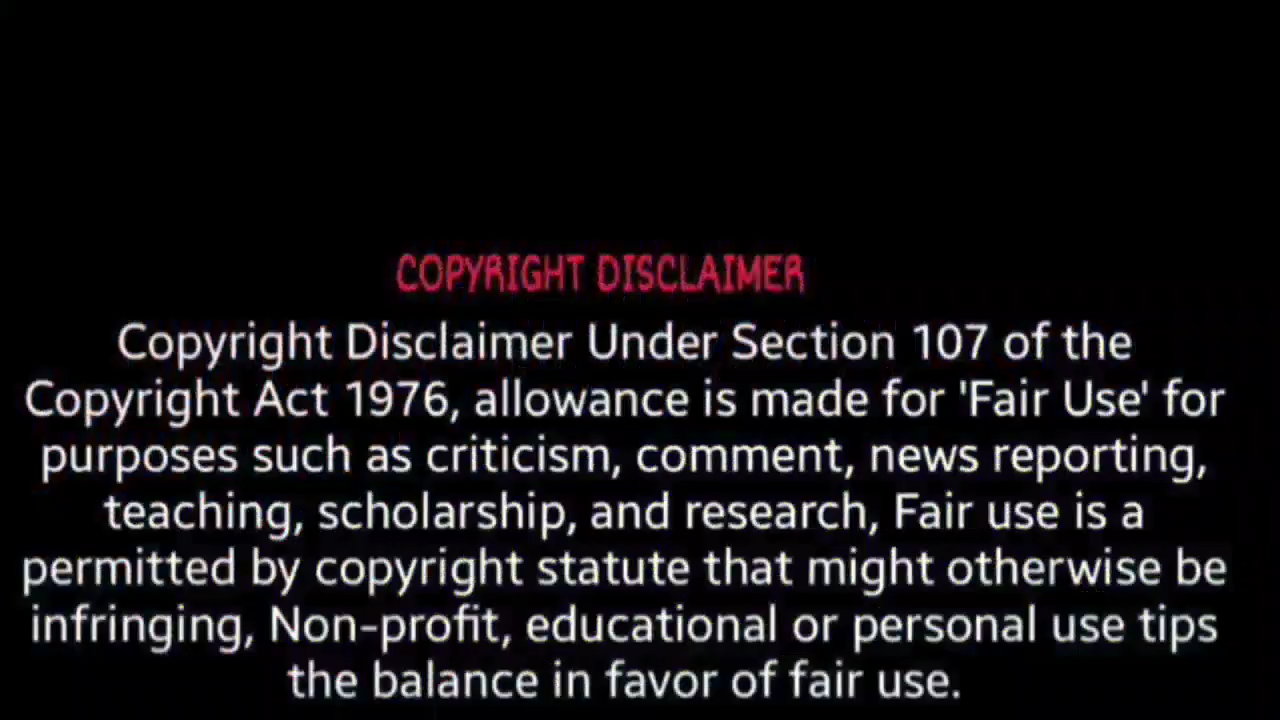 COPYRIGHT DISCLAIMER
Copyright Disclaimer Under Section 107 of the
Copyright Act 1976, allowance is made for 'Fair Use' for
purposes such as criticism, comment, news reporting,
teaching, scholarship, and research, Fair use is a
permitted by copyright statute that might otherwise be
infringing, Non-profit, educational or personal use tips
the balance in favor of fair use.